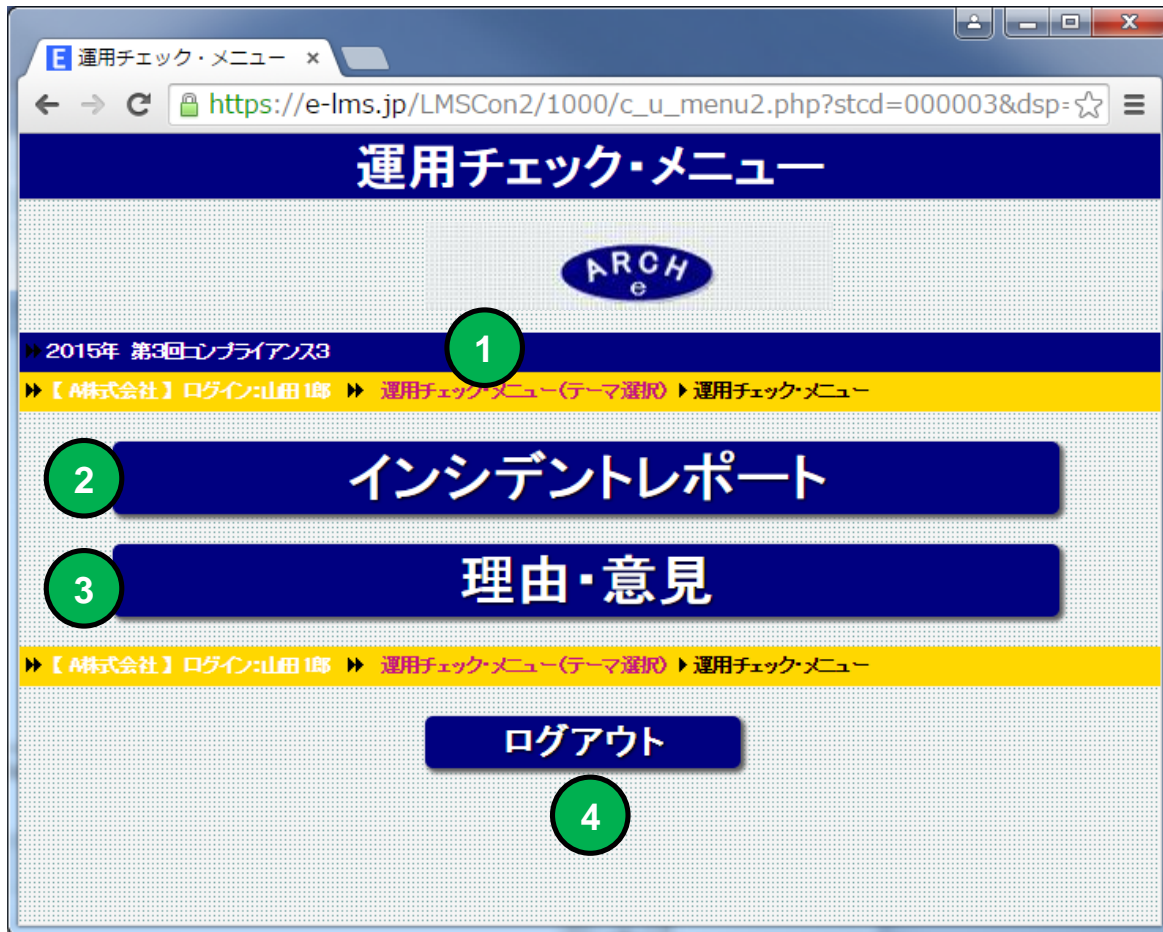 運用チェック・メニュー
https://e-lms.jp/LMSCon2/1000/c_u_menu2.php?stcd=000003&dsp=
運用チェック・メニュー
ARCH
e
2015年 第3回コンプライアンス3
1
【 A株式会社 】 ログイン:山田 1郎 運用チェック・メニュー(テーマ選択) 運用チェック・メニュー
2 インシデントレポート
3 理由・意見
【 A株式会社 】 ログイン:山田 1郎 運用チェック・メニュー(テーマ選択) 運用チェック・メニュー
ログアウト
4